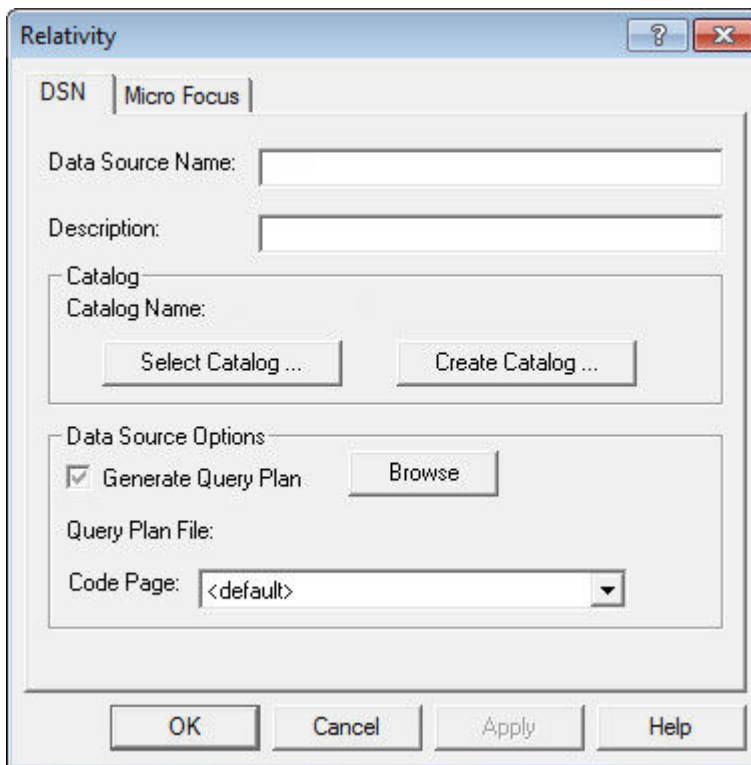 Relativity
DSN
Micro Focus
Data Source Name:
Description:
Catalog
Catalog Name:
Select Catalog ...
Create Catalog ...
Data Source Options
Generate Query Plan
Browse
Query Plan File:
Code Page:
<default>
OK
Cancel
Apply
Help